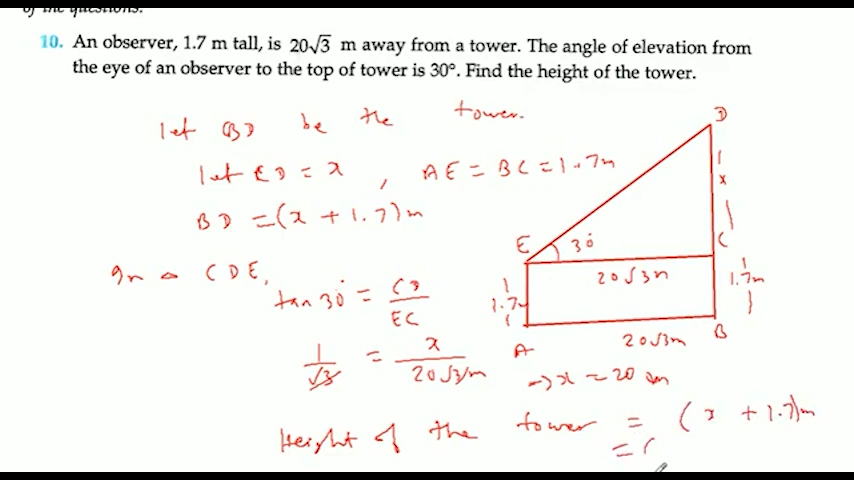 of the questions.
10. An observer, 1.7 m tall, is 20√3 m away from a tower. The angle of elevation from
the eye of an observer to the top of tower is 30°. Find the height of the tower.
let BD be the tower.
let CD = x , AE = BC = 1.7m
BD = (x + 1.7)m
In △ CDE,
tan 30° = CD/EC
1/√3 = x/20√3m
→ x = 20 m
Height of the tower = (x + 1.7)m
= (
D
x
E
30°
C
20√3m
1.7m
1.7m
A
20√3m
B